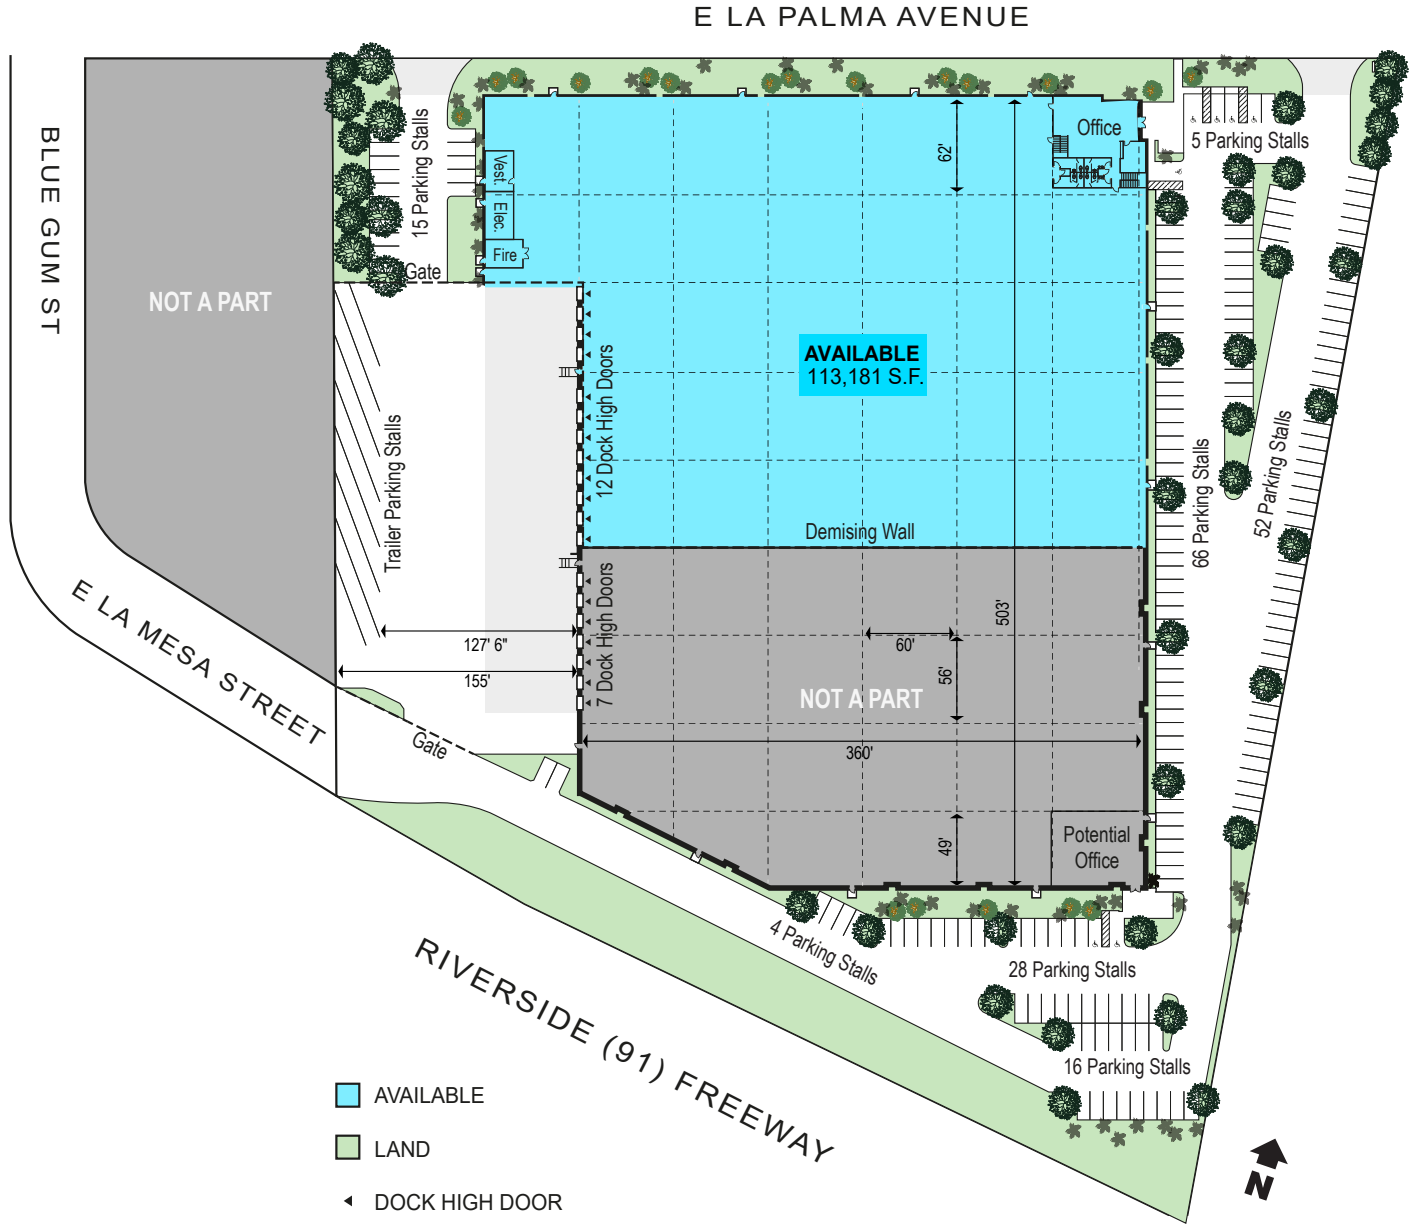 E LA PALMA AVENUE
BLUE GUM ST
NOT A PART
15 Parking Stalls
Gate
Vest.
Elec.
Fire
62'
Office
5 Parking Stalls
AVAILABLE
113,181 S.F.
12 Dock High Doors
Trailer Parking Stalls
66 Parking Stalls
52 Parking Stalls
Demising Wall
7 Dock High Doors
503'
127' 6"
155'
60'
56'
NOT A PART
360'
E LA MESA STREET
Gate
49'
Potential
Office
4 Parking Stalls
28 Parking Stalls
16 Parking Stalls
RIVERSIDE (91) FREEWAY
AVAILABLE
LAND
DOCK HIGH DOOR
N